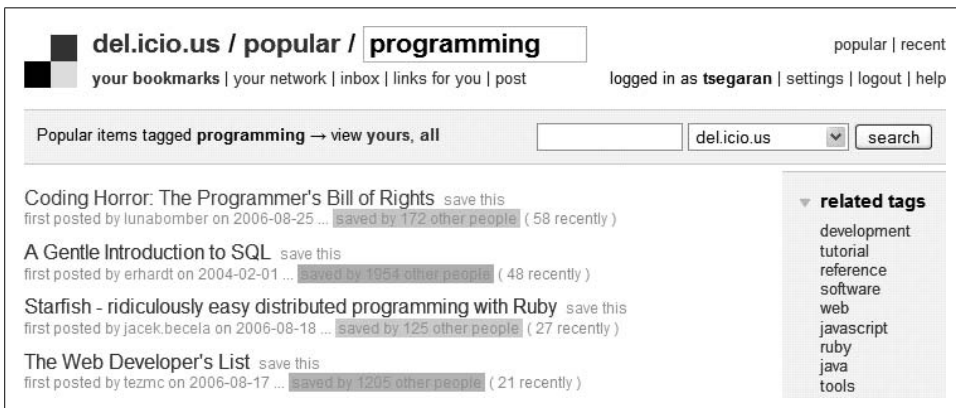 del.icio.us / popular / programming
popular | recent
your bookmarks | your network | inbox | links for you | post
logged in as tsegaran | settings | logout | help
Popular items tagged programming → view yours, all
del.icio.us
search
Coding Horror: The Programmer's Bill of Rights save this
first posted by lunabomber on 2006-08-25 ... saved by 172 other people ( 58 recently )
A Gentle Introduction to SQL save this
first posted by erhardt on 2004-02-01 ... saved by 1954 other people ( 48 recently )
Starfish - ridiculously easy distributed programming with Ruby save this
first posted by jacek.becela on 2006-08-18 ... saved by 125 other people ( 27 recently )
The Web Developer's List save this
first posted by tezmc on 2006-08-17 ... saved by 1205 other people ( 21 recently )
related tags
development
tutorial
reference
software
web
javascript
ruby
java
tools